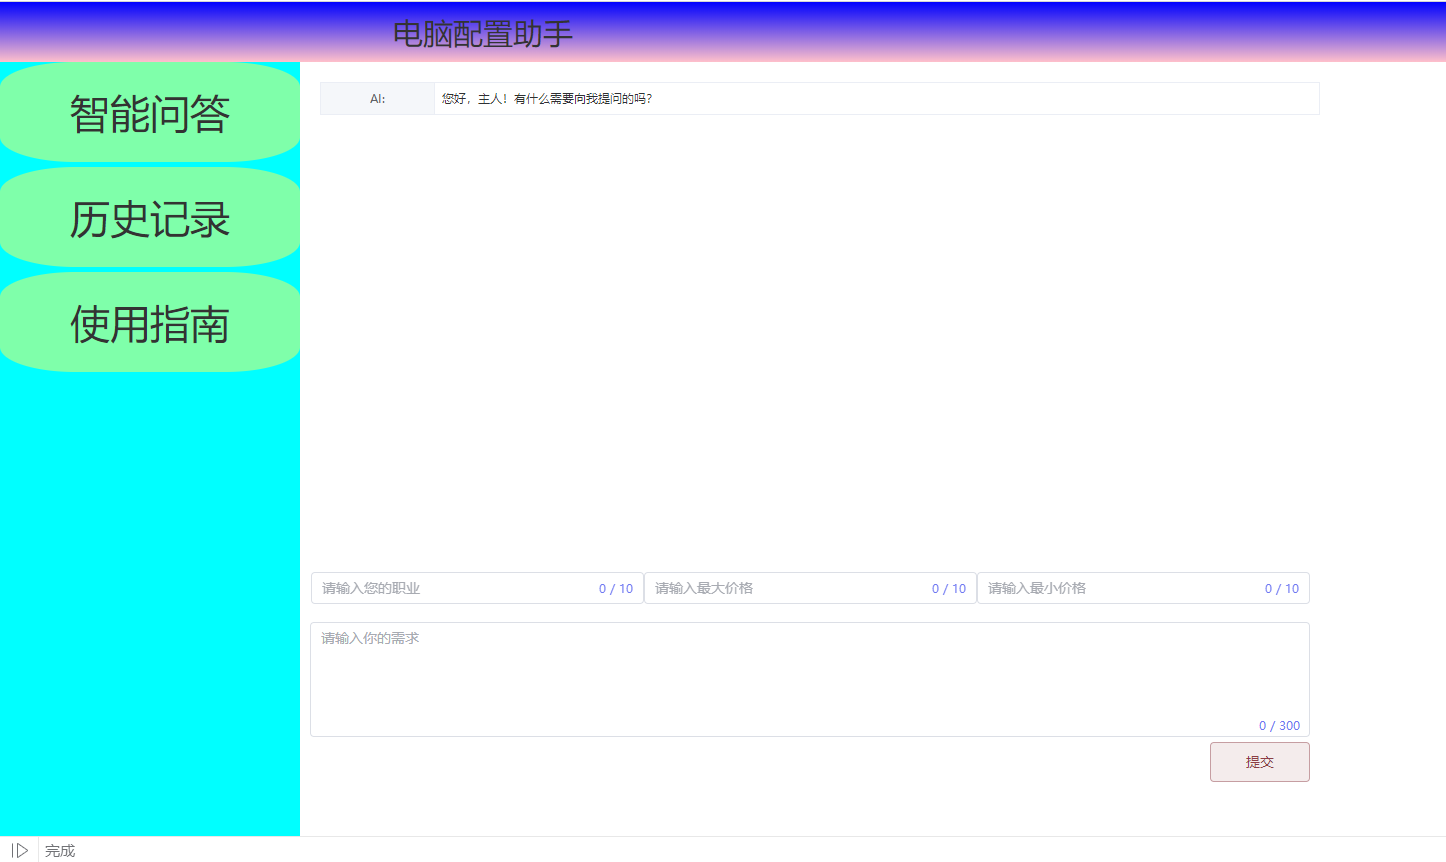 电脑配置助手
智能问答
历史记录
使用指南
AI: 您好，主人！有什么需要向我提问的吗?
请输入您的职业 0 / 10 请输入最大价格 0 / 10 请输入最小价格 0 / 10
请输入你的需求
0 / 300
提交
完成